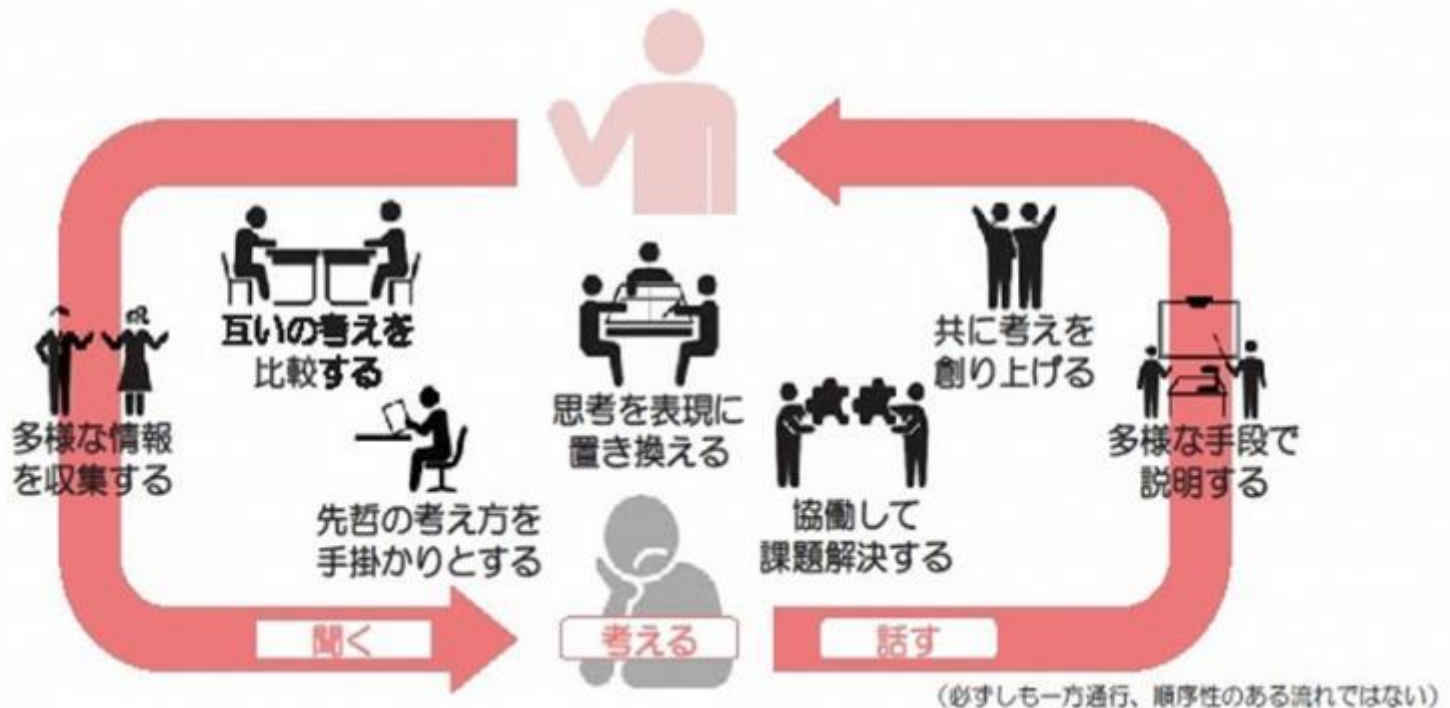 互いの考えを
比較する
共に考えを
創り上げる
思考を表現に
置き換える
多様な情報
を収集する
多様な手段で
説明する
先哲の考え方を
手掛かりとする
協働して
課題解決する
聞く
考える
話す
(必ずしも一方通行、順序性のある流れではない)